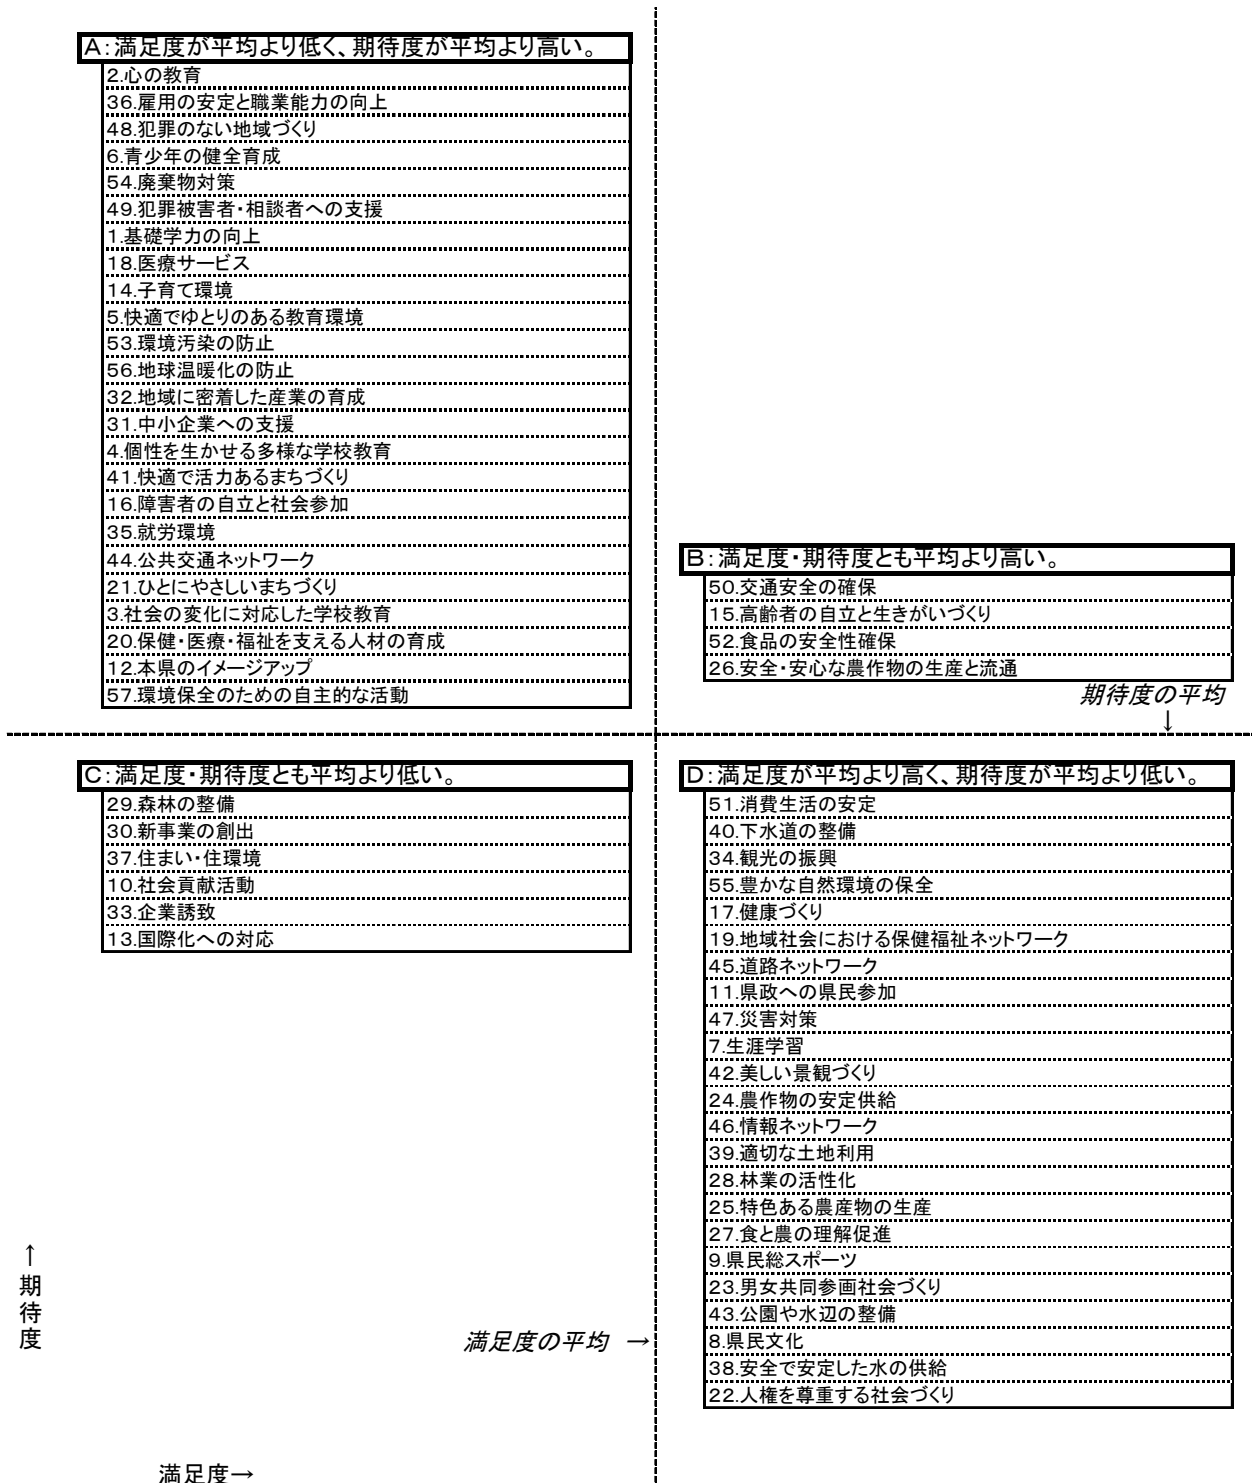 A:満足度が平均より低く、期待度が平均より高い。
2.心の教育
36.雇用の安定と職業能力の向上
48.犯罪のない地域づくり
6.青少年の健全育成
54.廃棄物対策
49.犯罪被害者・相談者への支援
1.基礎学力の向上
18.医療サービス
14.子育て環境
5.快適でゆとりのある教育環境
53.環境汚染の防止
56.地球温暖化の防止
32.地域に密着した産業の育成
31.中小企業への支援
4.個性を生かせる多様な学校教育
41.快適で活力あるまちづくり
16.障害者の自立と社会参加
35.就労環境
44.公共交通ネットワーク
21.ひとにやさしいまちづくり
3.社会の変化に対応した学校教育
20.保健・医療・福祉を支える人材の育成
12.本県のイメージアップ
57.環境保全のための自主的な活動
B:満足度・期待度とも平均より高い。
50.交通安全の確保
15.高齢者の自立と生きがいづくり
52.食品の安全性確保
26.安全・安心な農作物の生産と流通
期待度の平均
↓
C:満足度・期待度とも平均より低い。
29.森林の整備
30.新事業の創出
37.住まい・住環境
10.社会貢献活動
33.企業誘致
13.国際化への対応
D:満足度が平均より高く、期待度が平均より低い。
51.消費生活の安定
40.下水道の整備
34.観光の振興
55.豊かな自然環境の保全
17.健康づくり
19.地域社会における保健福祉ネットワーク
45.道路ネットワーク
11.県政への県民参加
47.災害対策
7.生涯学習
42.美しい景観づくり
24.農作物の安定供給
46.情報ネットワーク
39.適切な土地利用
28.林業の活性化
25.特色ある農産物の生産
27.食と農の理解促進
9.県民総スポーツ
23.男女共同参画社会づくり
43.公園や水辺の整備
8.県民文化
38.安全で安定した水の供給
22.人権を尊重する社会づくり
↑期待度
満足度の平均 →
満足度→